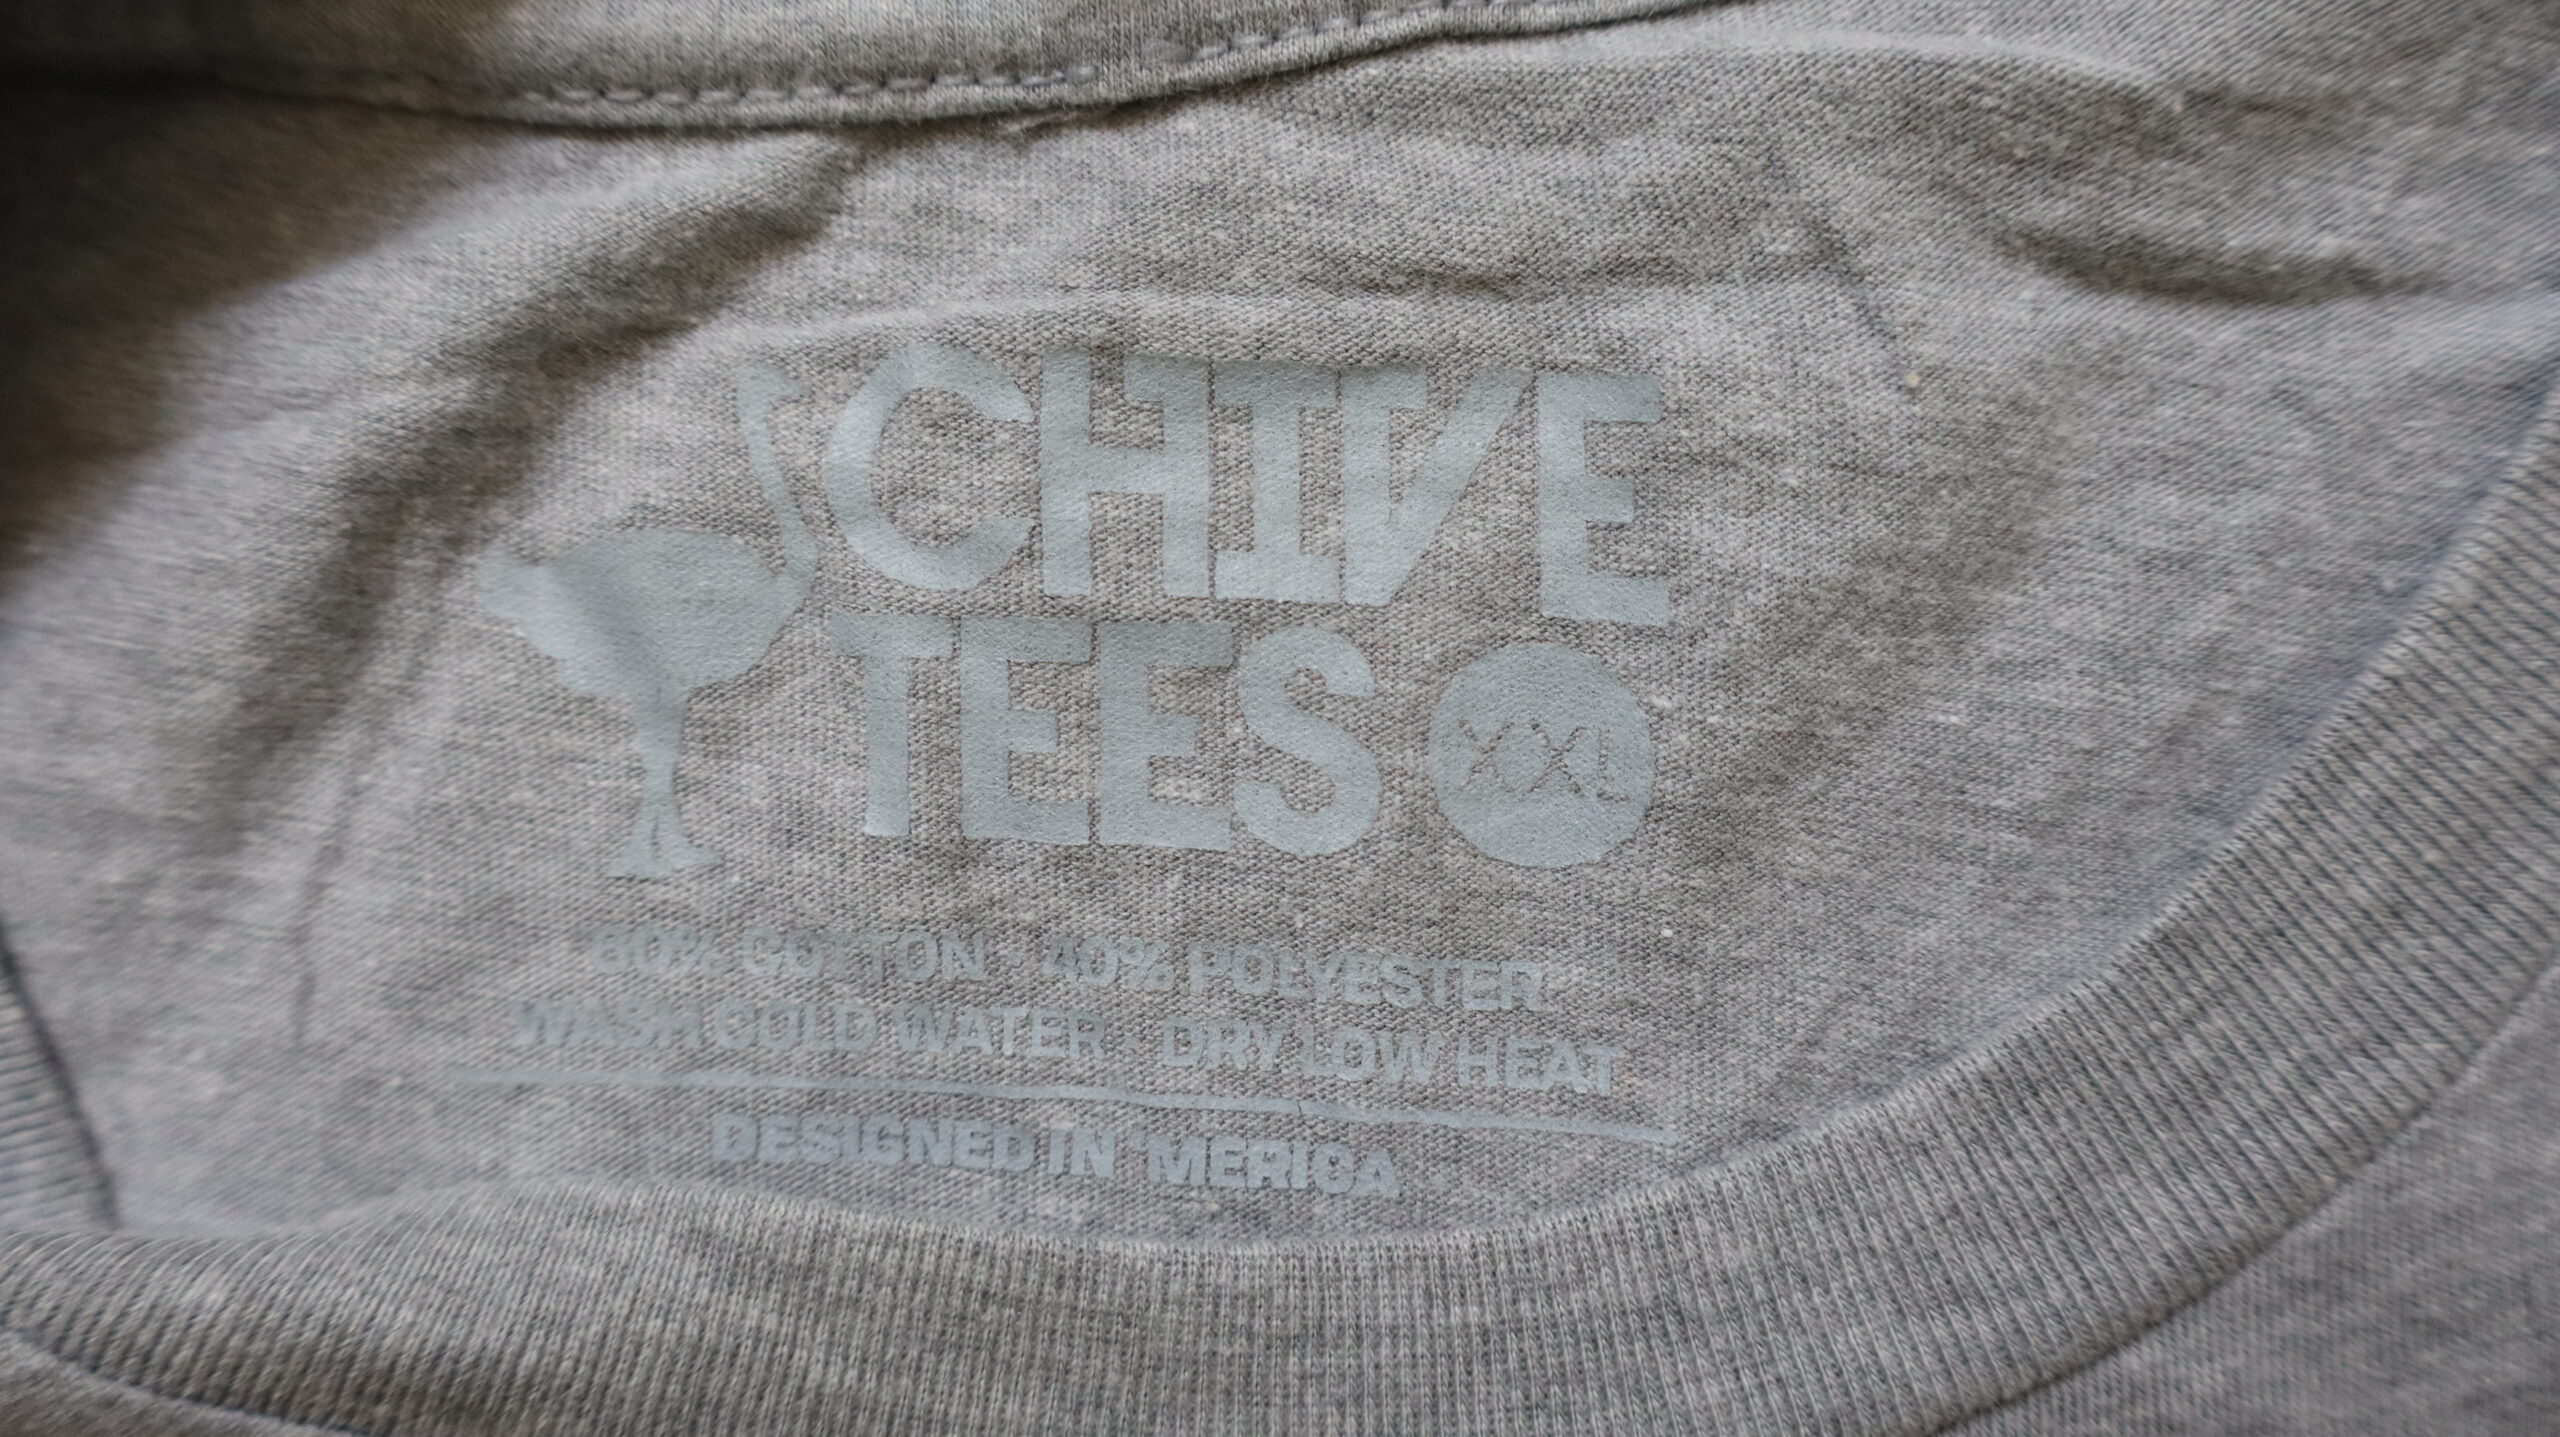 CHIVE
TEES XXL
60% COTTON · 40% POLYESTER
WASH COLD WATER · DRY LOW HEAT
DESIGNED IN 'MERICA